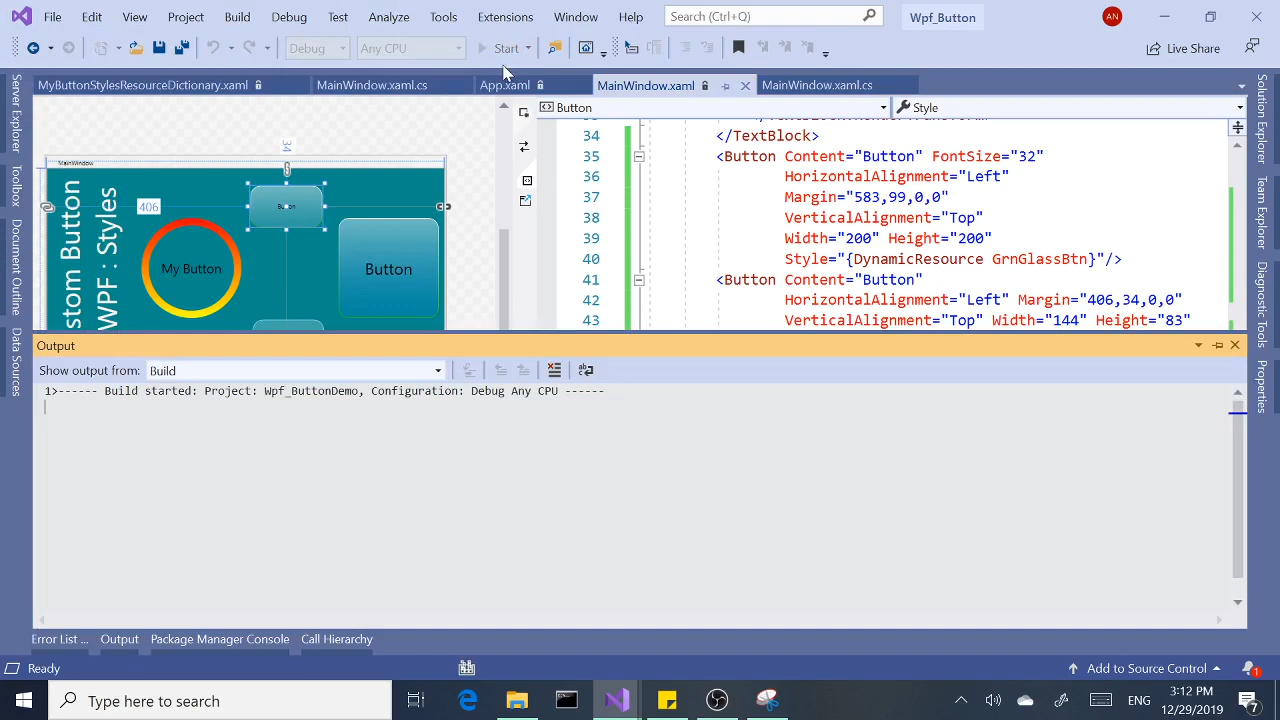 File Edit View Project Build Debug Test Analyze Tools Extensions Window Help Search (Ctrl+Q) Wpf_Button AN
Debug Any CPU Start Live Share
MyButtonStylesResourceDictionary.xaml MainWindow.xaml.cs App.xaml MainWindow.xaml MainWindow.xaml.cs
Button Style
Server Explorer
Toolbox
Document Outline
Data Sources
MainWindow
34
406
stom Button
WPF : Styles
My Button
Button
Button
34 </TextBlock>
35 <Button Content="Button" FontSize="32"
36 HorizontalAlignment="Left"
37 Margin="583,99,0,0"
38 VerticalAlignment="Top"
39 Width="200" Height="200"
40 Style="{DynamicResource GrnGlassBtn}"/>
41 <Button Content="Button"
42 HorizontalAlignment="Left" Margin="406,34,0,0"
43 VerticalAlignment="Top" Width="144" Height="83"
Solution Explorer
Team Explorer
Diagnostic Tools
Properties
Output
Show output from: Build
1>------ Build started: Project: Wpf_ButtonDemo, Configuration: Debug Any CPU ------
Error List ... Output Package Manager Console Call Hierarchy
Ready Add to Source Control 1
Type here to search ENG 3:12 PM 12/29/2019 7